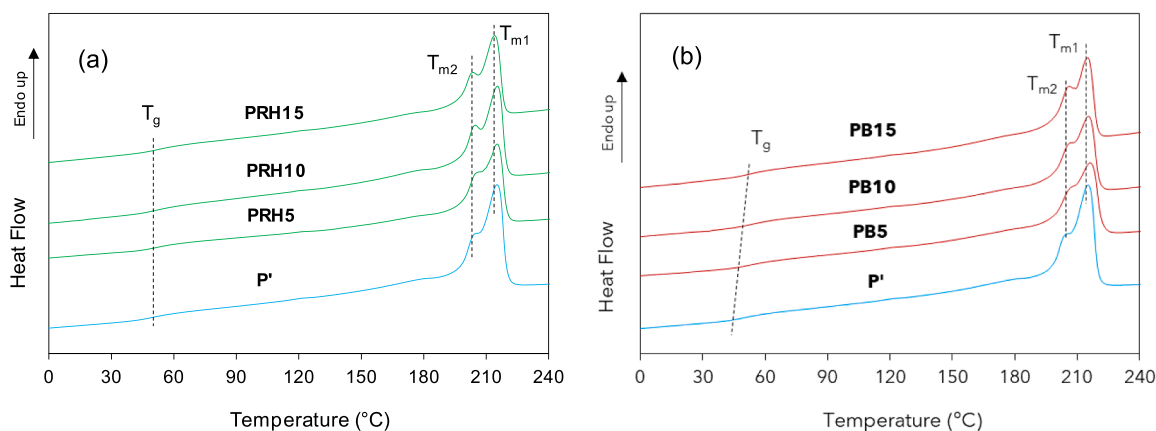 (a)
Endo up
Heat Flow
Tg
Tm2
Tm1
PRH15
PRH10
PRH5
P'
0 30 60 90 120 150 180 210 240
Temperature (°C)
(b)
Endo up
Heat Flow
Tg
Tm2
Tm1
PB15
PB10
PB5
P'
0 30 60 90 120 150 180 210 240
Temperature (°C)